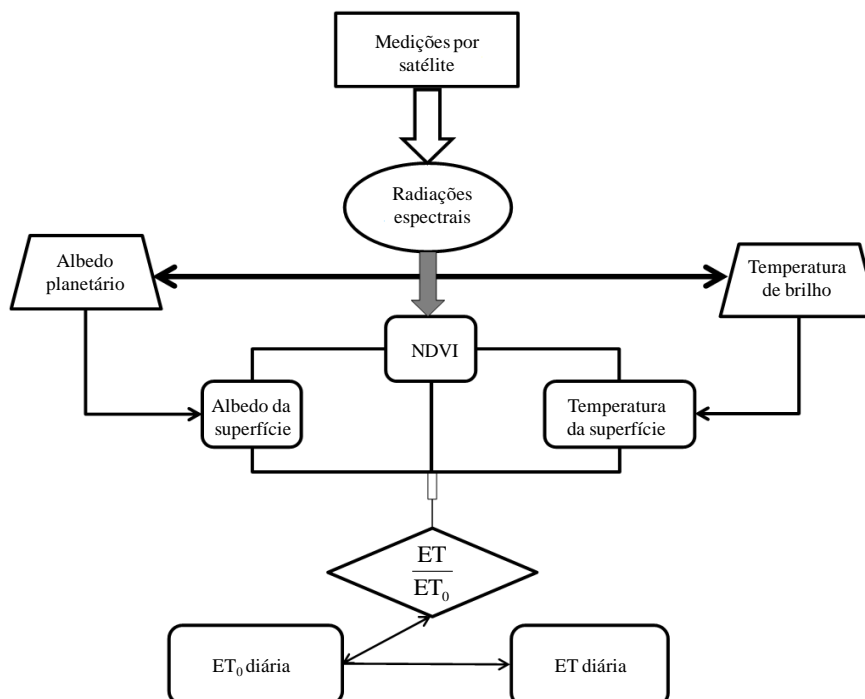 Medições por
satélite
Radiações
espectrais
Albedo
planetário
Temperatura
de brilho
NDVI
Albedo da
superfície
Temperatura
da superfície
ET
ET₀
ET₀ diária
ET diária